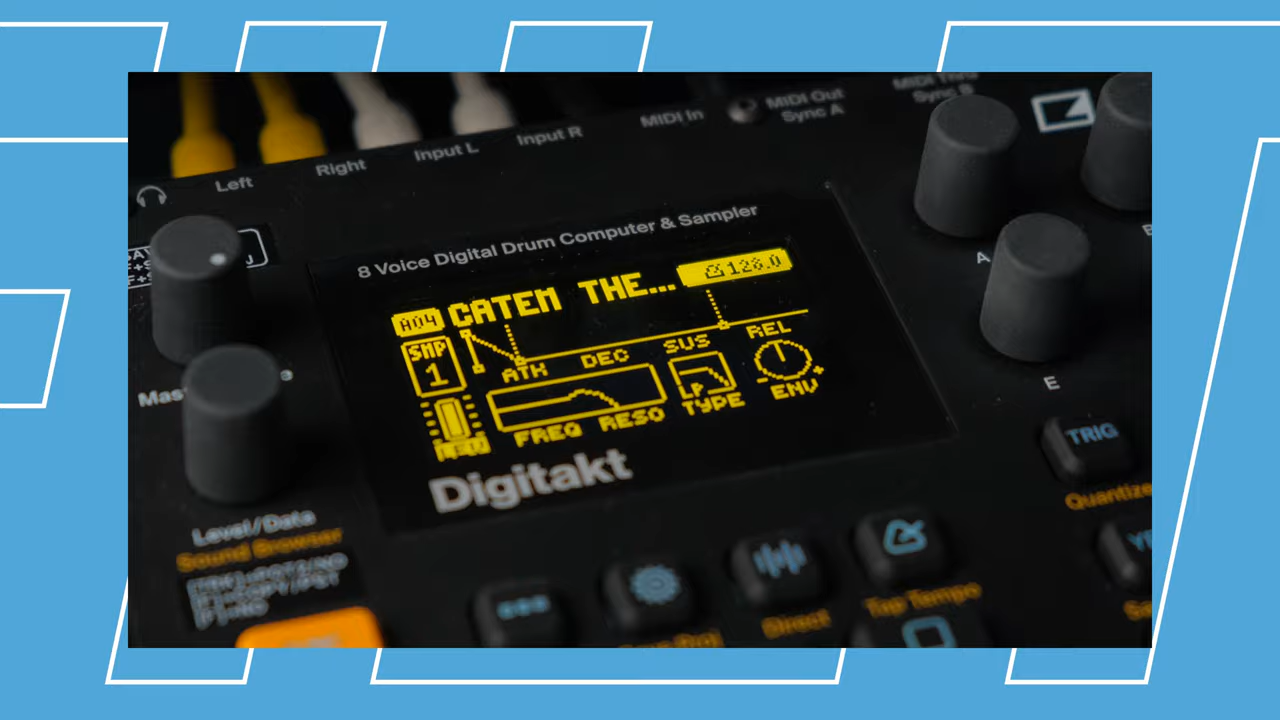 MIDI Thru
Sync B
MIDI Out
Sync A
MIDI In
Input R
Input L
Right
Left
8 Voice Digital Drum Computer & Sampler
A04 CATEM THE... 128.0
SMP
1
ATK DEC SUS REL
FREQ RESO TYPE ENV
LP
Digitakt
A
B
E
Level/Data
Sound Browser
TRIG
Quantize
Direct
Tap Tempo